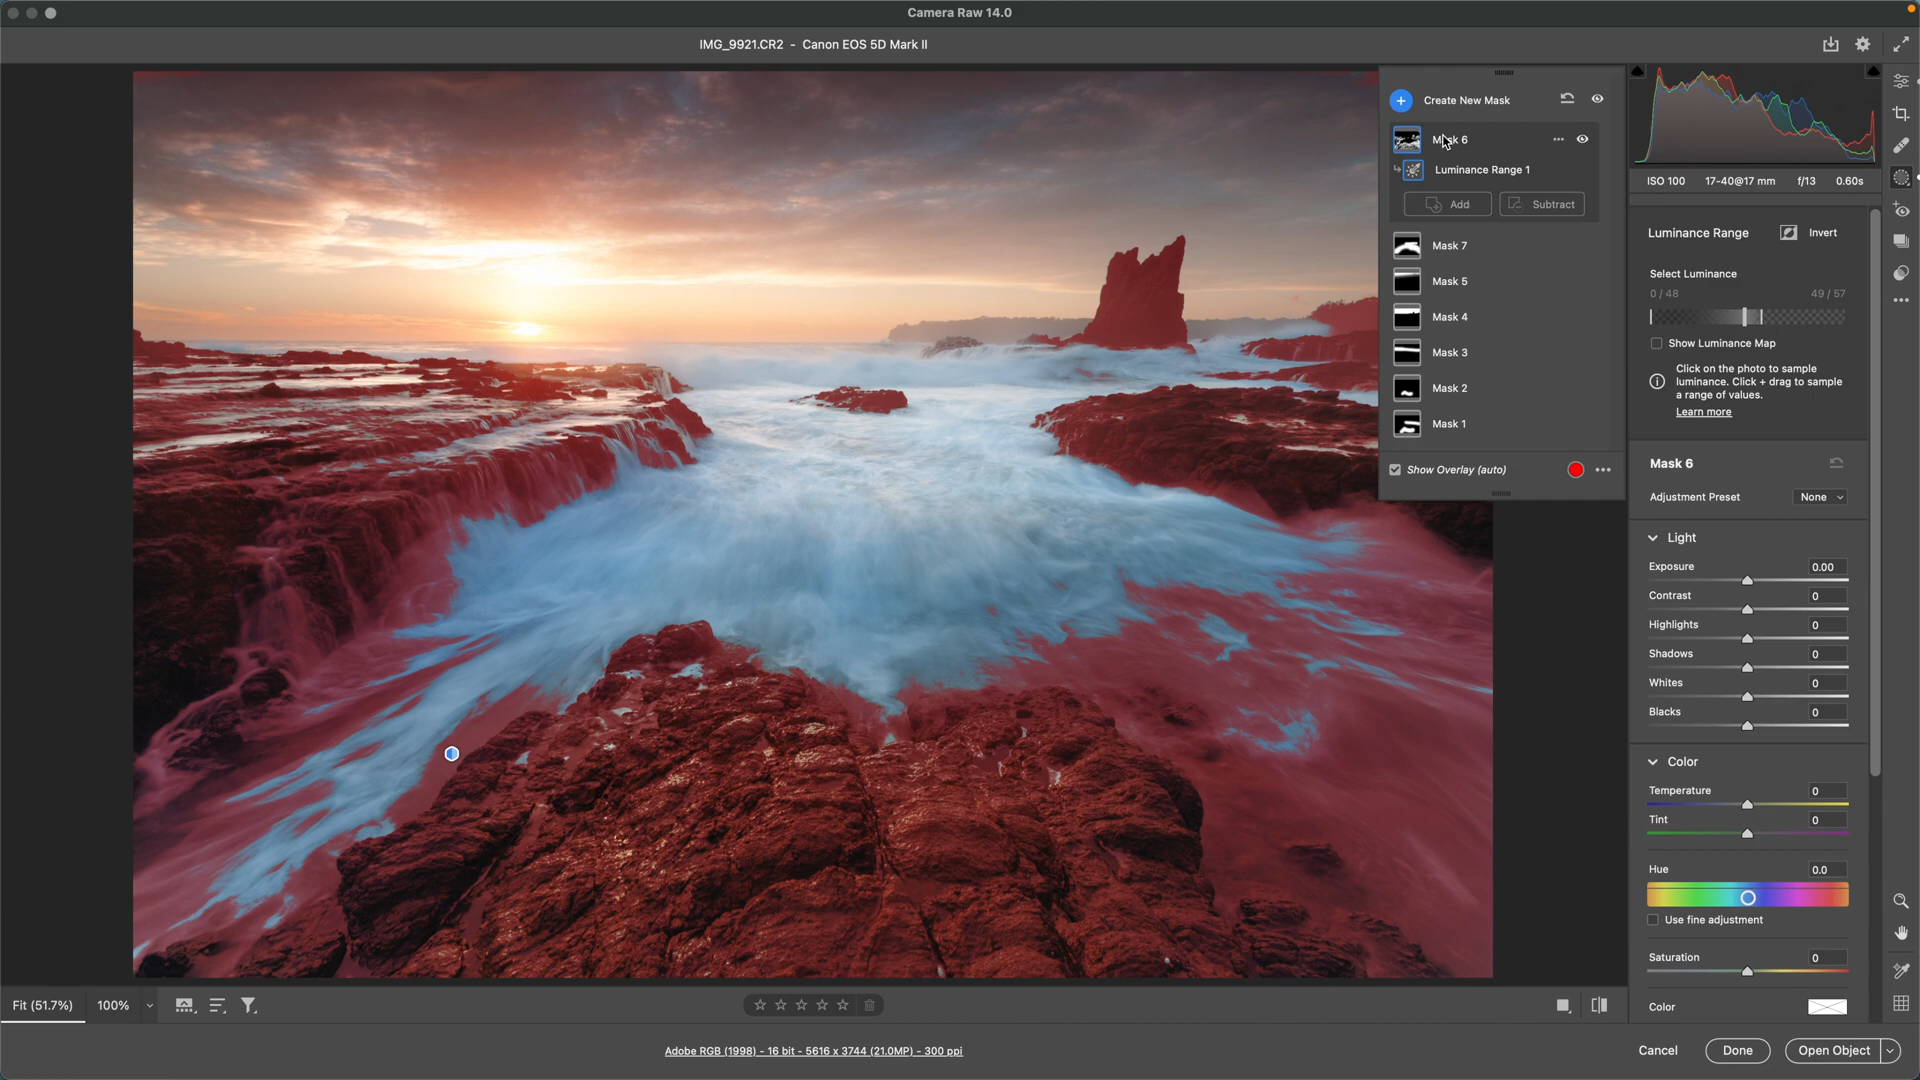 Camera Raw 14.0
IMG_9921.CR2 - Canon EOS 5D Mark II
Create New Mask
Mask 6
Luminance Range 1
Add
Subtract
Mask 7
Mask 5
Mask 4
Mask 3
Mask 2
Mask 1
Show Overlay (auto)
ISO 100 17-40@17 mm f/13 0.60s
Luminance Range
Invert
Select Luminance
0 / 48
49 / 57
Show Luminance Map
Click on the photo to sample
luminance. Click + drag to sample
a range of values.
Learn more
Mask 6
Adjustment Preset
None
Light
Exposure 0.00
Contrast 0
Highlights 0
Shadows 0
Whites 0
Blacks 0
Color
Temperature 0
Tint 0
Hue 0.0
Use fine adjustment
Saturation 0
Color
Fit (51.7%)
100%
Adobe RGB (1998) - 16 bit - 5616 x 3744 (21.0MP) - 300 ppi
Cancel
Done
Open Object